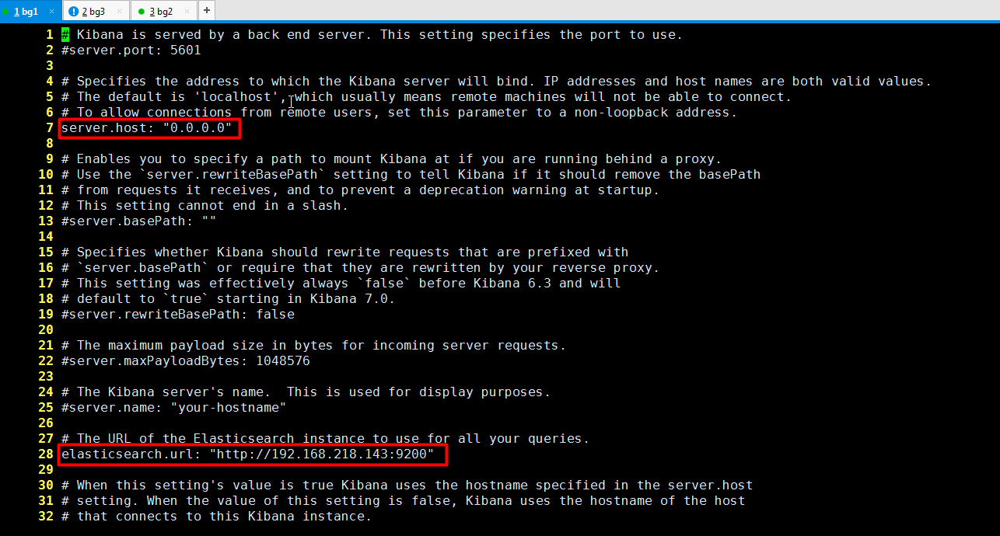 1 bg1 × 2 bg3 × 3 bg2 × +
1 # Kibana is served by a back end server. This setting specifies the port to use.
2 #server.port: 5601
3
4 # Specifies the address to which the Kibana server will bind. IP addresses and host names are both valid values.
5 # The default is 'localhost', which usually means remote machines will not be able to connect.
6 # To allow connections from remote users, set this parameter to a non-loopback address.
7 server.host: "0.0.0.0"
8
9 # Enables you to specify a path to mount Kibana at if you are running behind a proxy.
10 # Use the `server.rewriteBasePath` setting to tell Kibana if it should remove the basePath
11 # from requests it receives, and to prevent a deprecation warning at startup.
12 # This setting cannot end in a slash.
13 #server.basePath: ""
14
15 # Specifies whether Kibana should rewrite requests that are prefixed with
16 # `server.basePath` or require that they are rewritten by your reverse proxy.
17 # This setting was effectively always `false` before Kibana 6.3 and will
18 # default to `true` starting in Kibana 7.0.
19 #server.rewriteBasePath: false
20
21 # The maximum payload size in bytes for incoming server requests.
22 #server.maxPayloadBytes: 1048576
23
24 # The Kibana server's name.  This is used for display purposes.
25 #server.name: "your-hostname"
26
27 # The URL of the Elasticsearch instance to use for all your queries.
28 elasticsearch.url: "http://192.168.218.143:9200"
29
30 # When this setting's value is true Kibana uses the hostname specified in the server.host
31 # setting. When the value of this setting is false, Kibana uses the hostname of the host
32 # that connects to this Kibana instance.